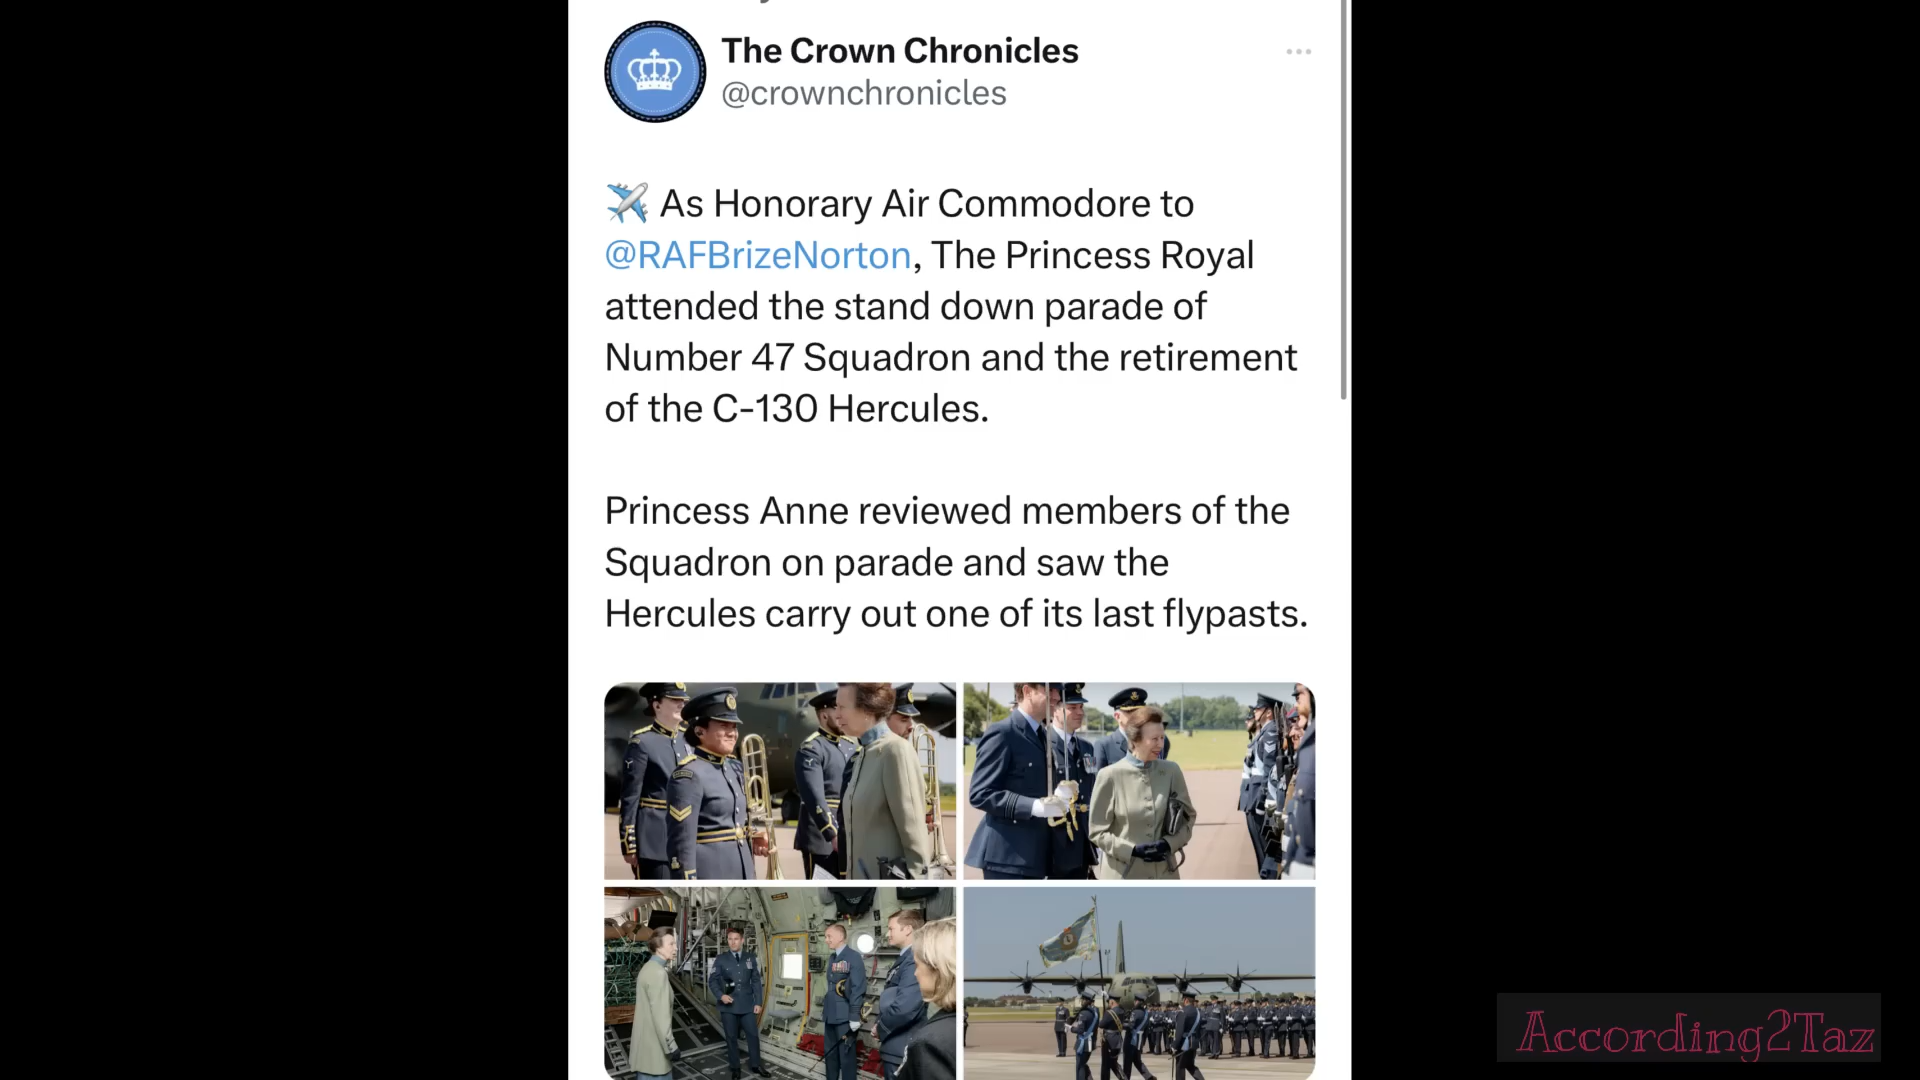 The Crown Chronicles
@crownchronicles
As Honorary Air Commodore to
@RAFBrizeNorton, The Princess Royal
attended the stand down parade of
Number 47 Squadron and the retirement
of the C-130 Hercules.
Princess Anne reviewed members of the
Squadron on parade and saw the
Hercules carry out one of its last flypasts.
According2Taz